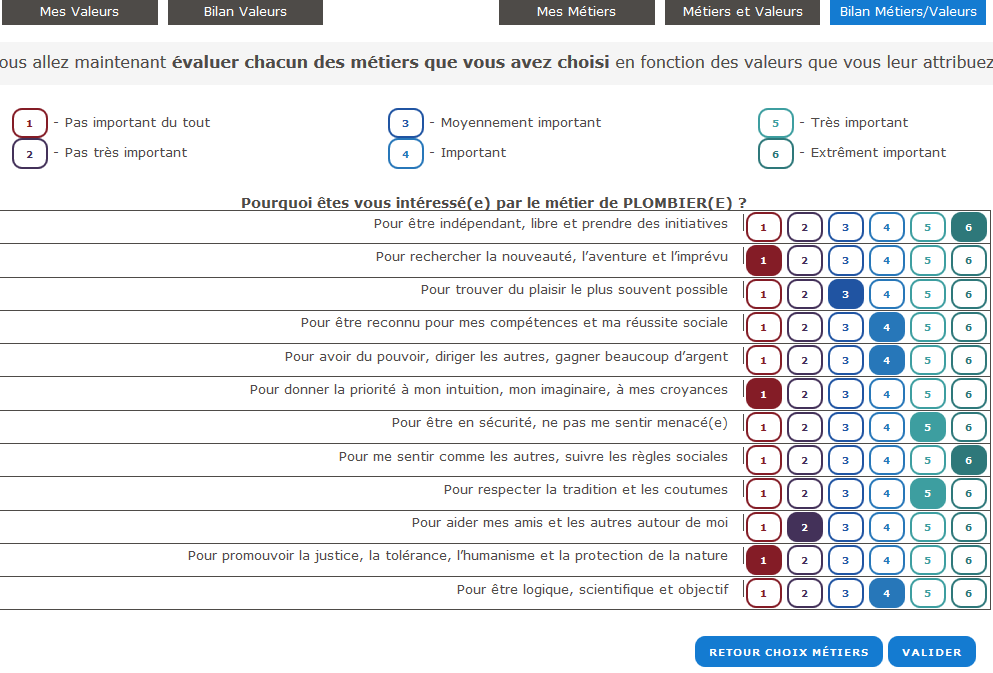 Mes Valeurs Bilan Valeurs Mes Métiers Métiers et Valeurs Bilan Métiers/Valeurs
ous allez maintenant évaluer chacun des métiers que vous avez choisi en fonction des valeurs que vous leur attribuez
1 - Pas important du tout 3 - Moyennement important 5 - Très important
2 - Pas très important 4 - Important 6 - Extrêment important
Pourquoi êtes vous intéressé(e) par le métier de PLOMBIER(E) ?
Pour être indépendant, libre et prendre des initiatives 1 2 3 4 5 6
Pour rechercher la nouveauté, l’aventure et l’imprévu 1 2 3 4 5 6
Pour trouver du plaisir le plus souvent possible 1 2 3 4 5 6
Pour être reconnu pour mes compétences et ma réussite sociale 1 2 3 4 5 6
Pour avoir du pouvoir, diriger les autres, gagner beaucoup d’argent 1 2 3 4 5 6
Pour donner la priorité à mon intuition, mon imaginaire, à mes croyances 1 2 3 4 5 6
Pour être en sécurité, ne pas me sentir menacé(e) 1 2 3 4 5 6
Pour me sentir comme les autres, suivre les règles sociales 1 2 3 4 5 6
Pour respecter la tradition et les coutumes 1 2 3 4 5 6
Pour aider mes amis et les autres autour de moi 1 2 3 4 5 6
Pour promouvoir la justice, la tolérance, l’humanisme et la protection de la nature 1 2 3 4 5 6
Pour être logique, scientifique et objectif 1 2 3 4 5 6
RETOUR CHOIX MÉTIERS VALIDER